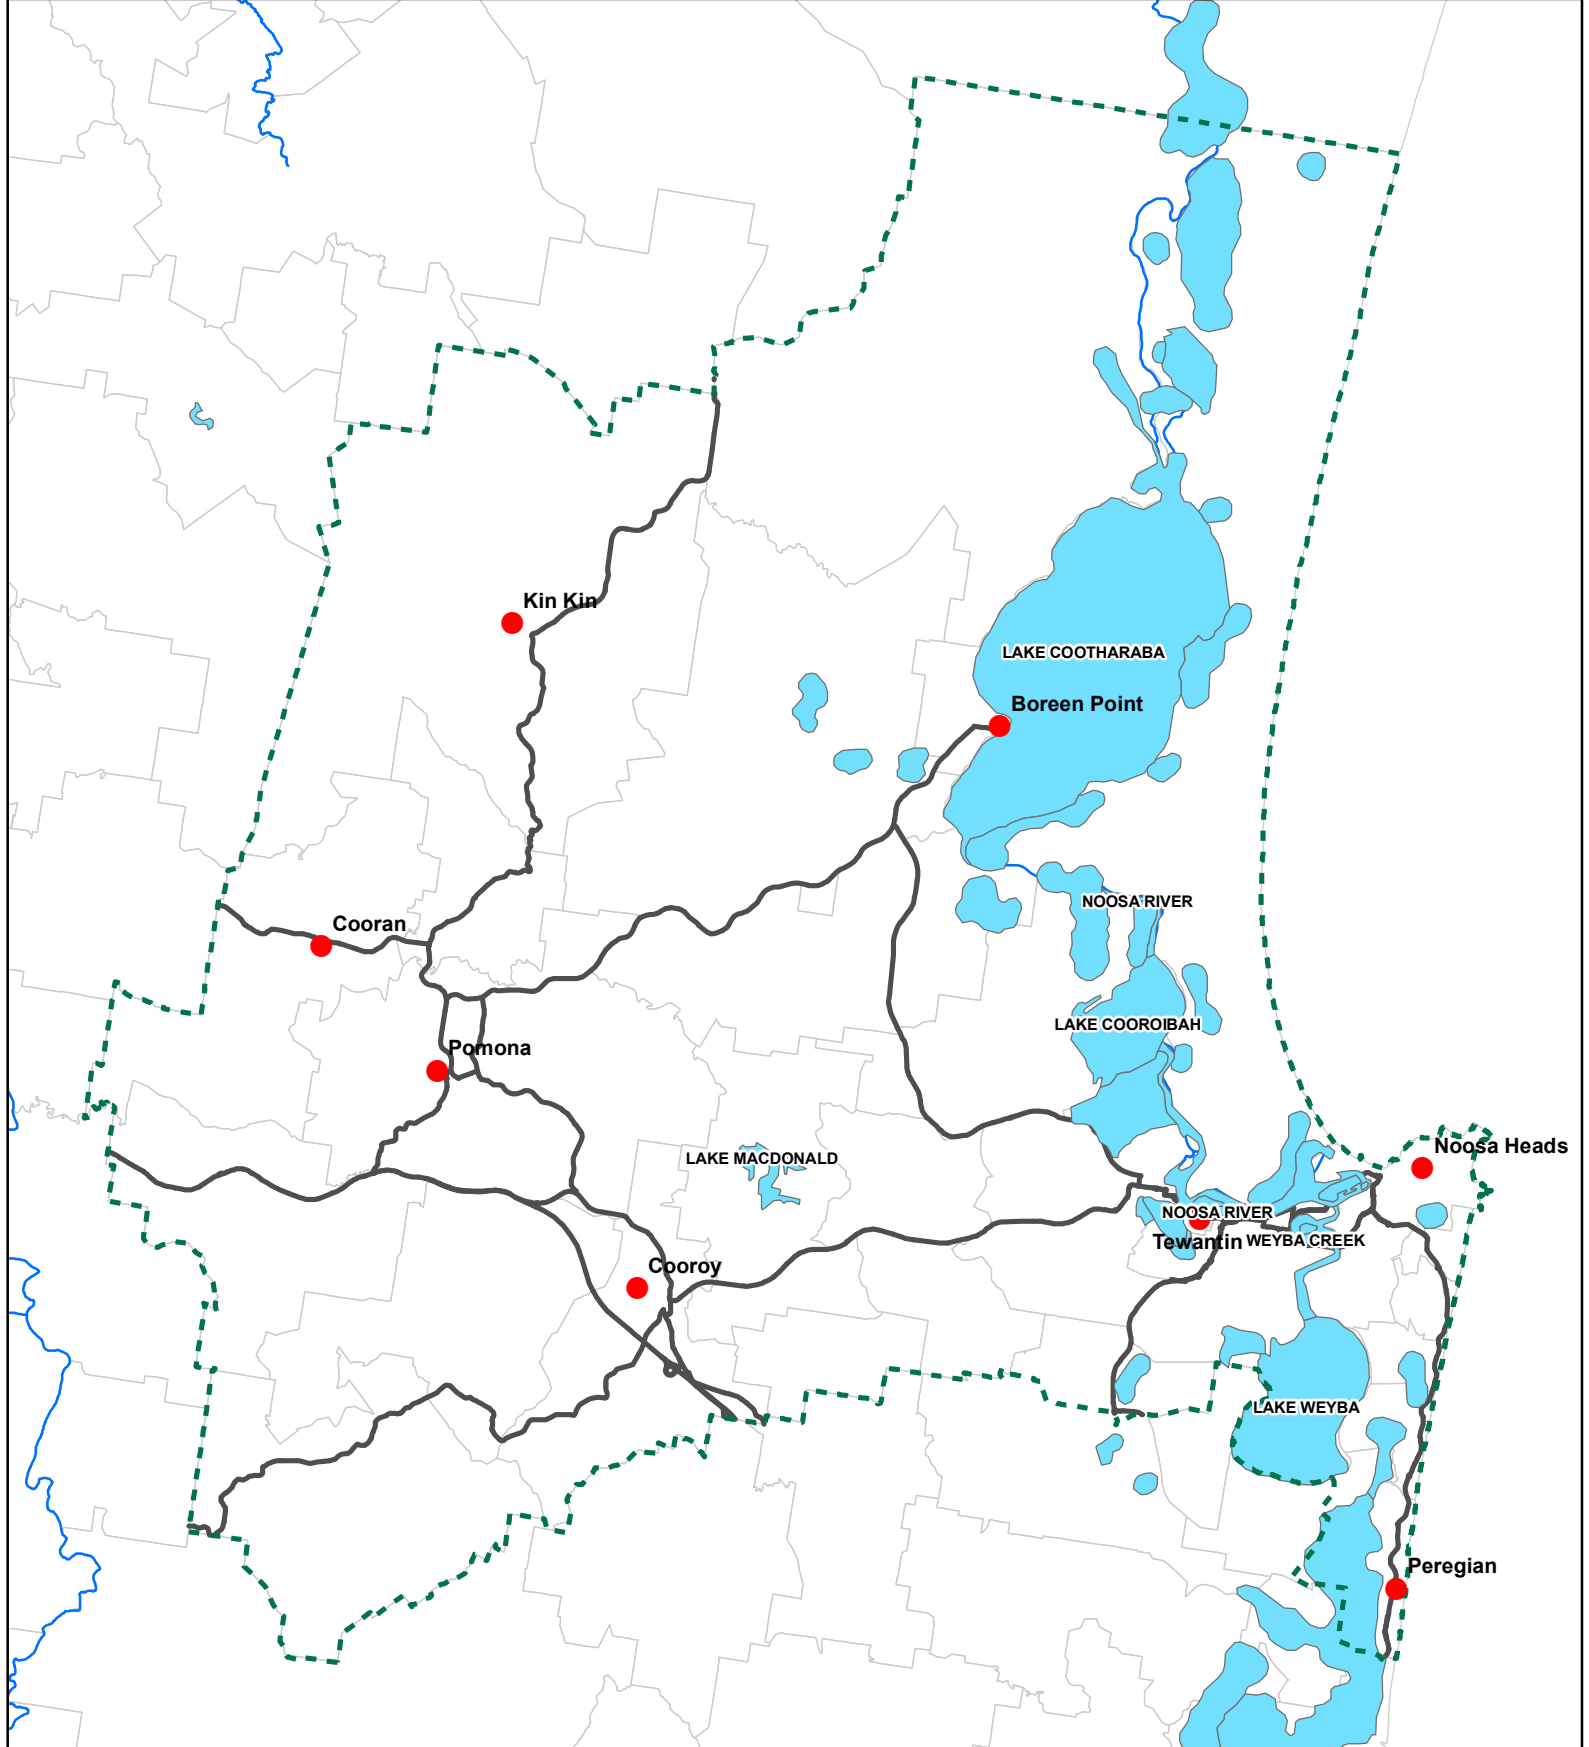 Kin Kin
LAKE COOTHARABA
Boreen Point
NOOSA RIVER
Cooran
LAKE COOROIBAH
Pomona
Noosa Heads
LAKE MACDONALD
NOOSA RIVER
Tewantin
WEYBA CREEK
Cooroy
LAKE WEYBA
Peregian